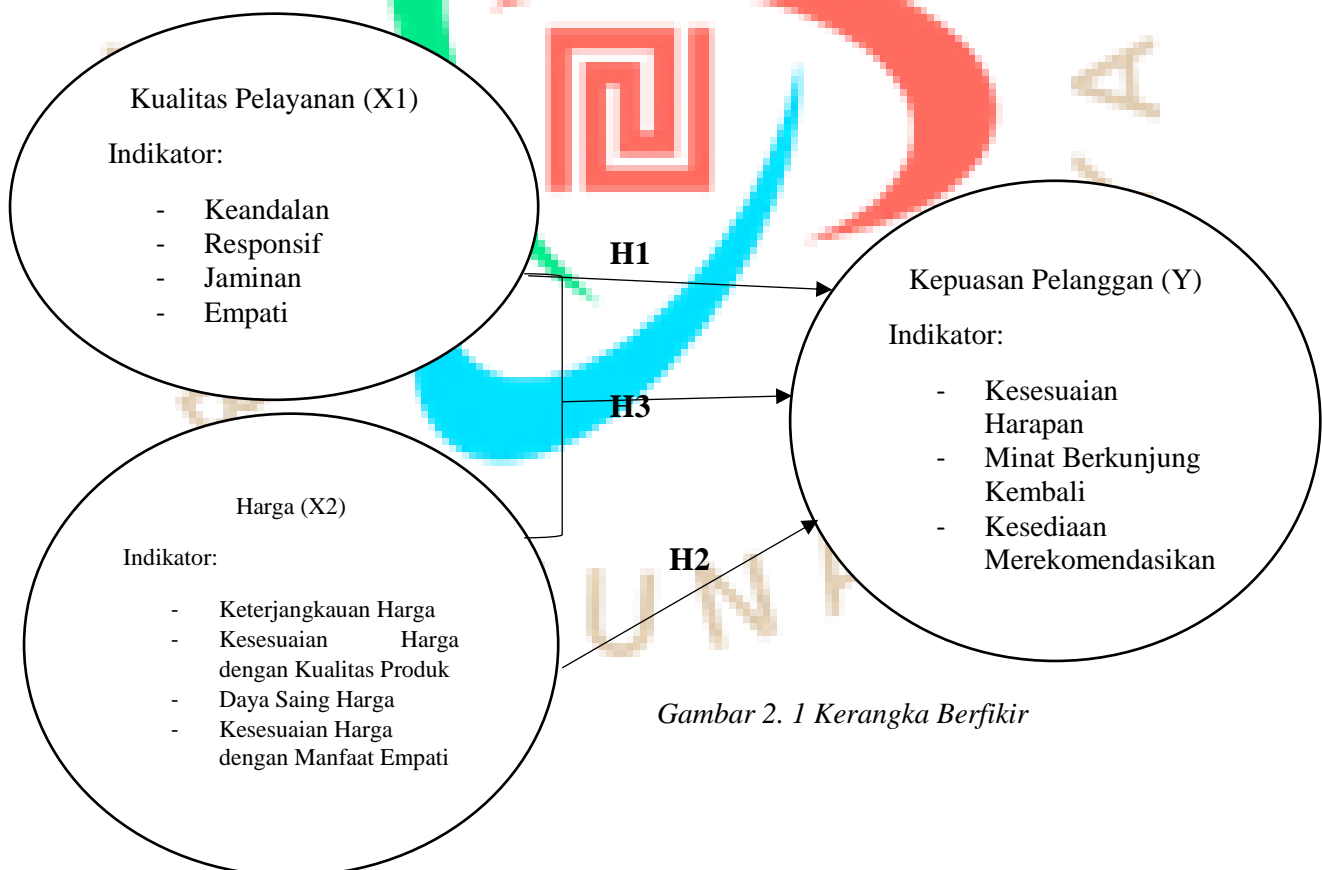 Kualitas Pelayanan (X1)
Indikator:
- Keandalan
- Responsif
- Jaminan
- Empati
H1
H3
H2
Kepuasan Pelanggan (Y)
Indikator:
- Kesesuaian
Harapan
- Minat Berkunjung
Kembali
- Kesediaan
Merekomendasikan
Harga (X2)
Indikator:
- Keterjangkauan Harga
- Kesesuaian Harga
dengan Kualitas Produk
- Daya Saing Harga
- Kesesuaian Harga
dengan Manfaat Empati
Gambar 2. 1 Kerangka Berfikir